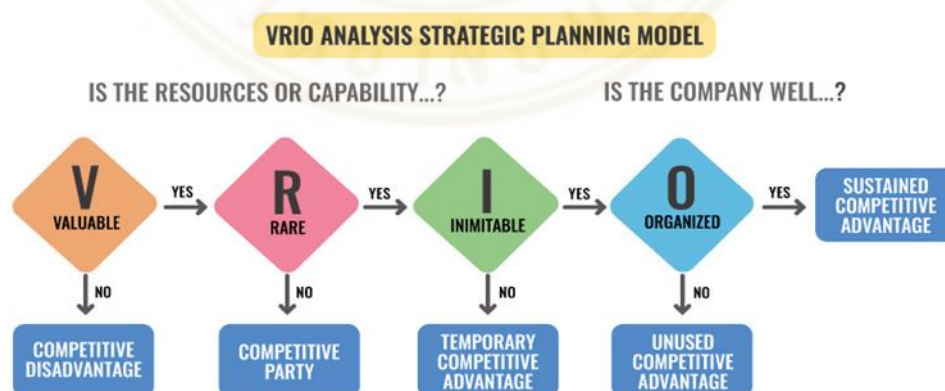 VRIO ANALYSIS STRATEGIC PLANNING MODEL
IS THE RESOURCES OR CAPABILITY...?
IS THE COMPANY WELL...?
V
VALUABLE
YES
R
RARE
YES
I
INIMITABLE
YES
O
ORGANIZED
YES
SUSTAINED
COMPETITIVE
ADVANTAGE
NO
NO
NO
NO
COMPETITIVE
DISADVANTAGE
COMPETITIVE
PARTY
TEMPORARY
COMPETITIVE
ADVANTAGE
UNUSED
COMPETITIVE
ADVANTAGE